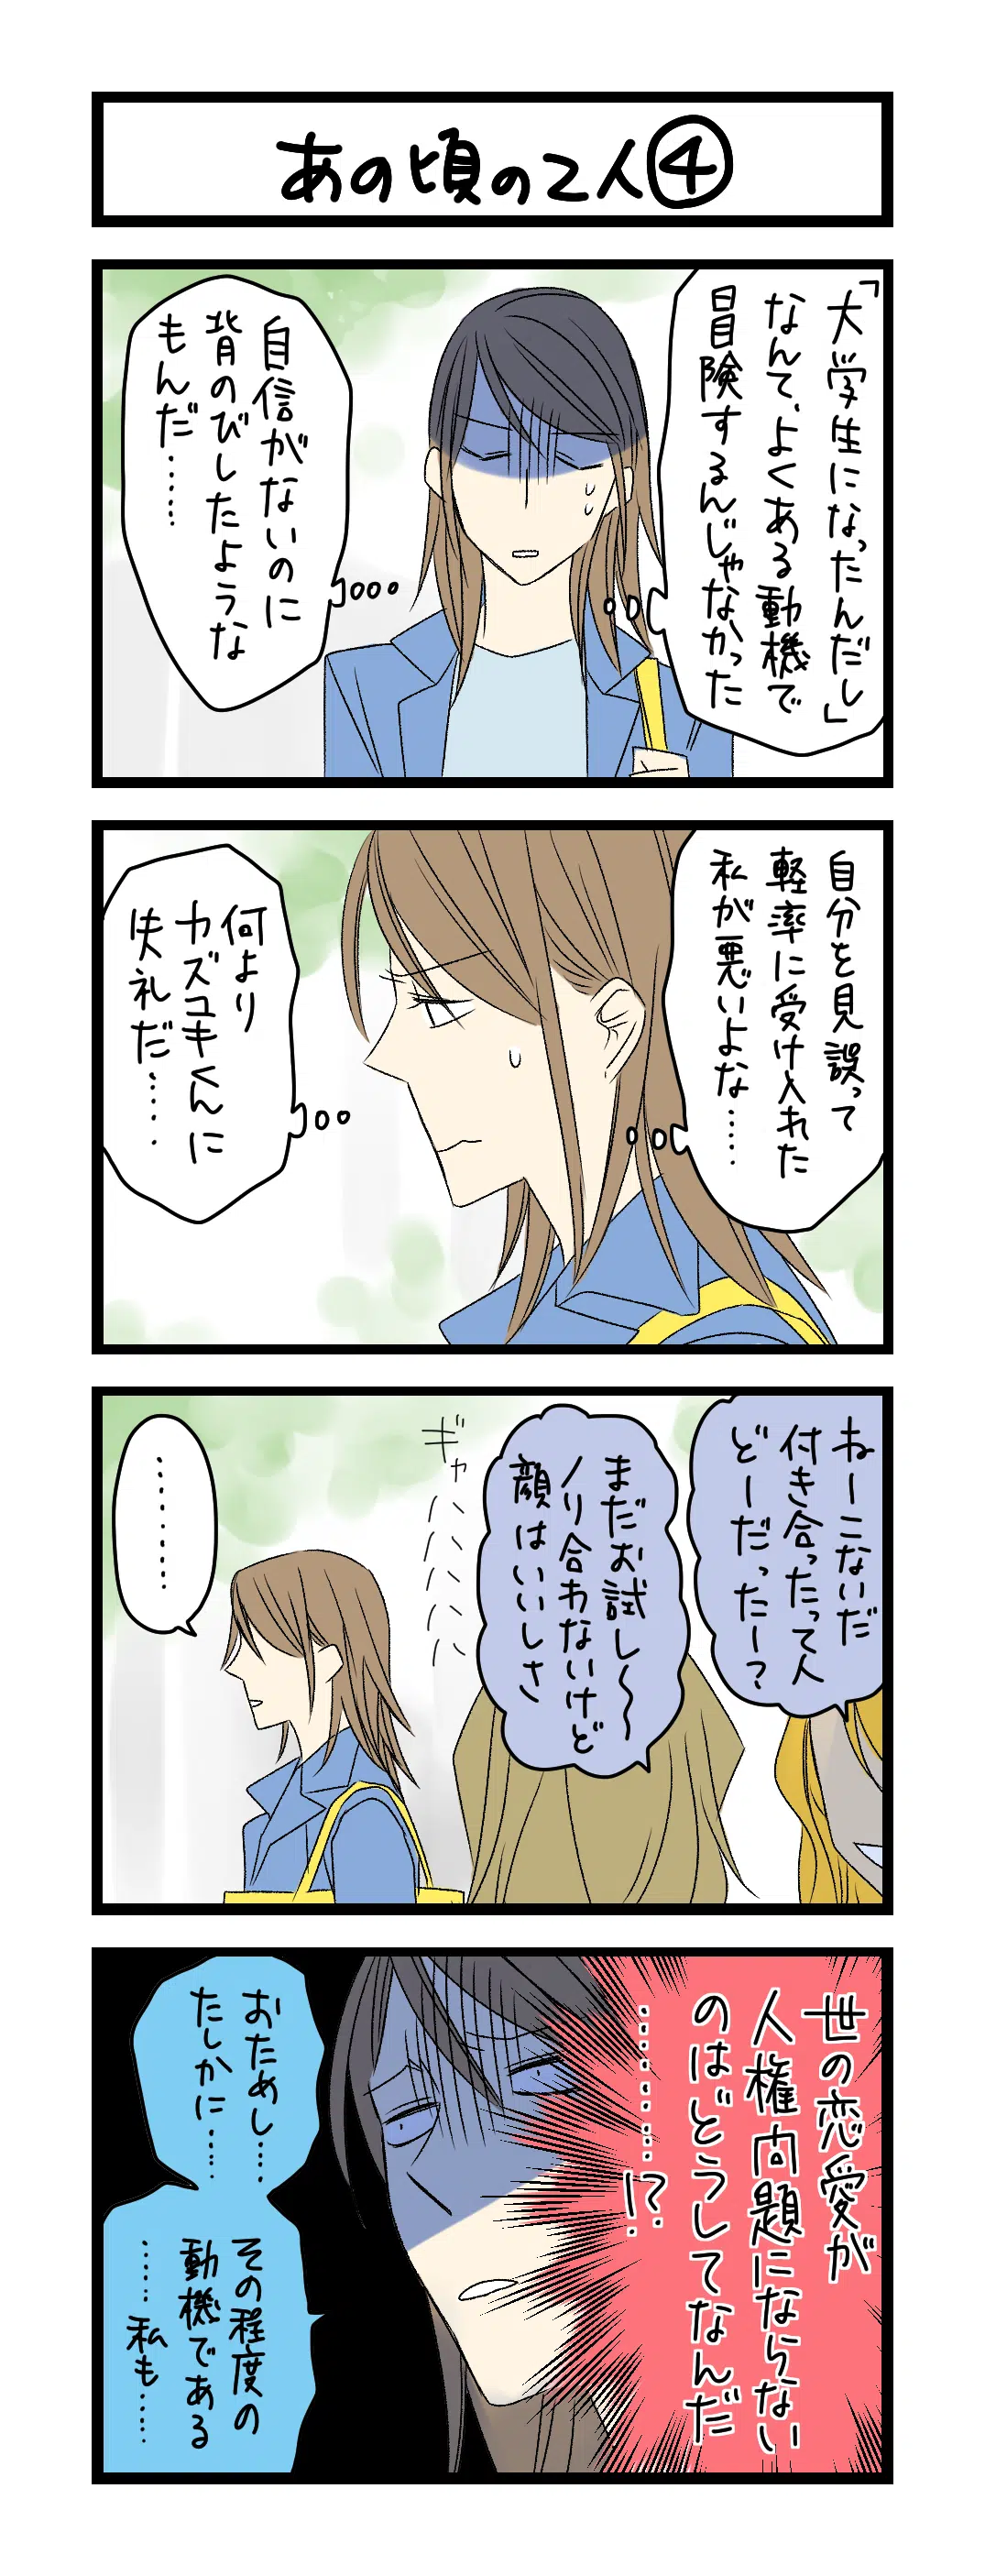 あの頃の2人④
「大学生になったんだし」
なんて、よくある動機で
冒険するんじゃなかった
自信がないのに
背のびしたような
もんだ……
自分を見誤って
軽率に受け入れた
私が悪いよな……
何より
カズユキくんに
失礼だ……
ねーこないだ
付き合ったって人
どーだったー?
まだお試し〜〜
ノリ合わないけど
顔はいいしさ
ギャハハハハ
………
世の恋愛が
人権問題にならない
のはどうしてなんだ
………!?
おためし…
たしかに……
その程度の
動機である
……私も……